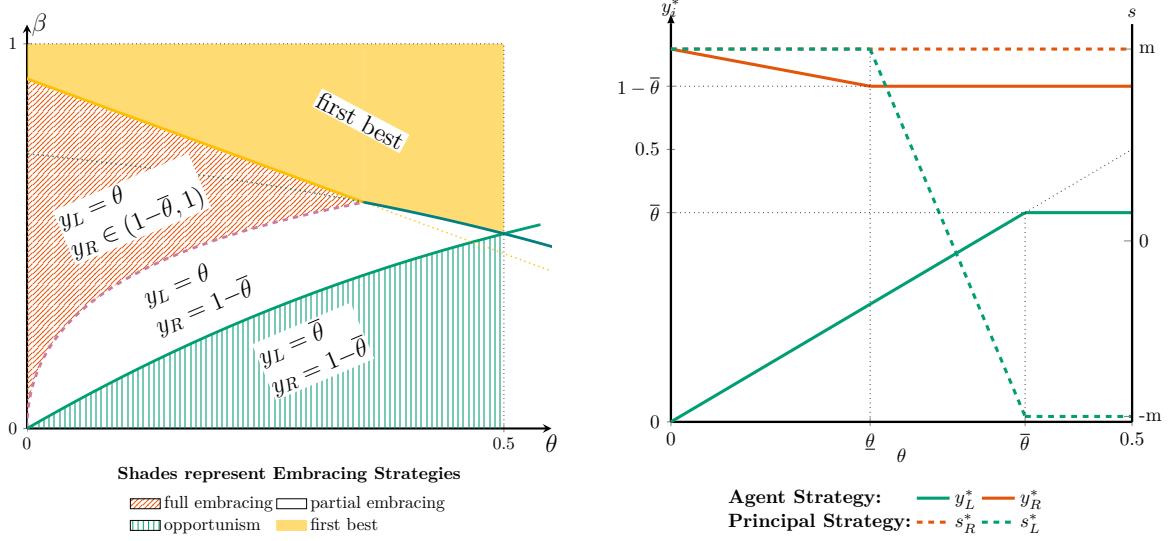 β
1
first best
y_L = θ
y_R ∈ (1−θ̅, 1)
y_L = θ
y_R = 1−θ̅
y_L = θ̅
y_R = 1−θ̅
0
0
0.5
θ
Shades represent Embracing Strategies
full embracing
partial embracing
opportunism
first best
y_i^*
s
m
1 − θ̅
0.5
θ̅
0
0
-m
0
θ̲
θ̅
0.5
θ
Agent Strategy: y_L^* y_R^*
Principal Strategy: s_R^* s_L^*